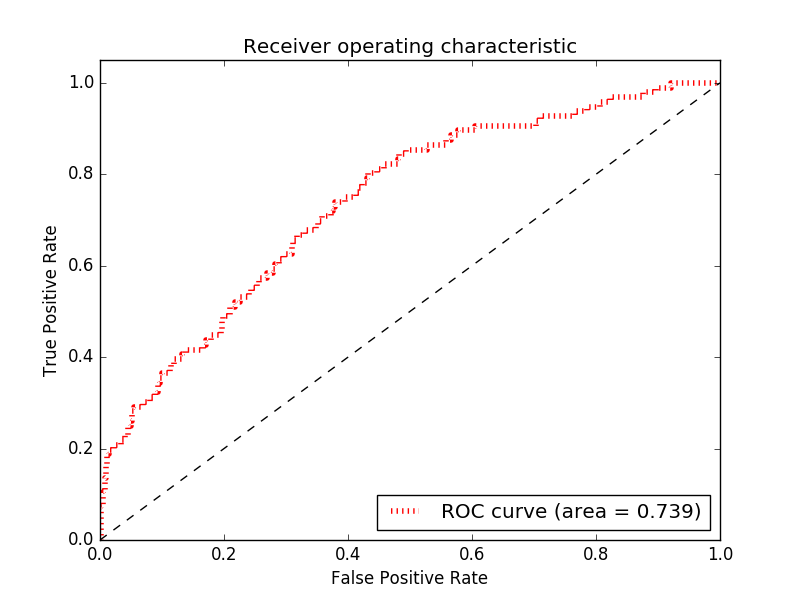 Receiver operating characteristic
True Positive Rate
1.0
0.8
0.6
0.4
0.2
0.0
ROC curve (area = 0.739)
0.0 0.2 0.4 0.6 0.8 1.0
False Positive Rate